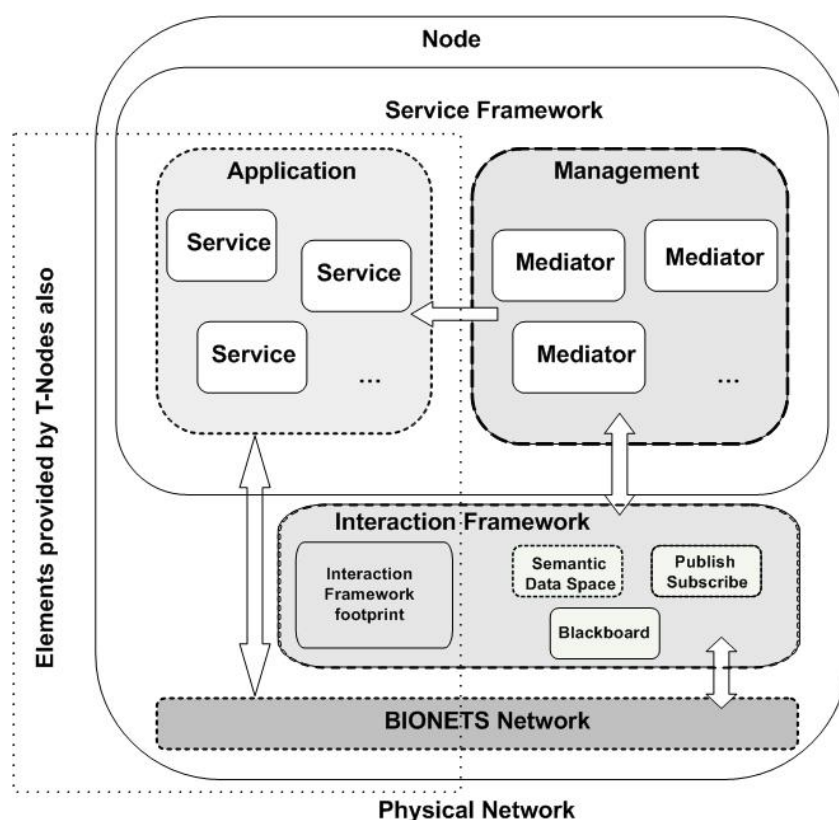 Node
Service Framework
Elements provided by T-Nodes also
Application
Service
Service
Service
...
Management
Mediator
Mediator
Mediator
...
Interaction Framework
Interaction
Framework
footprint
Semantic
Data Space
Publish
Subscribe
Blackboard
BIONETS Network
Physical Network